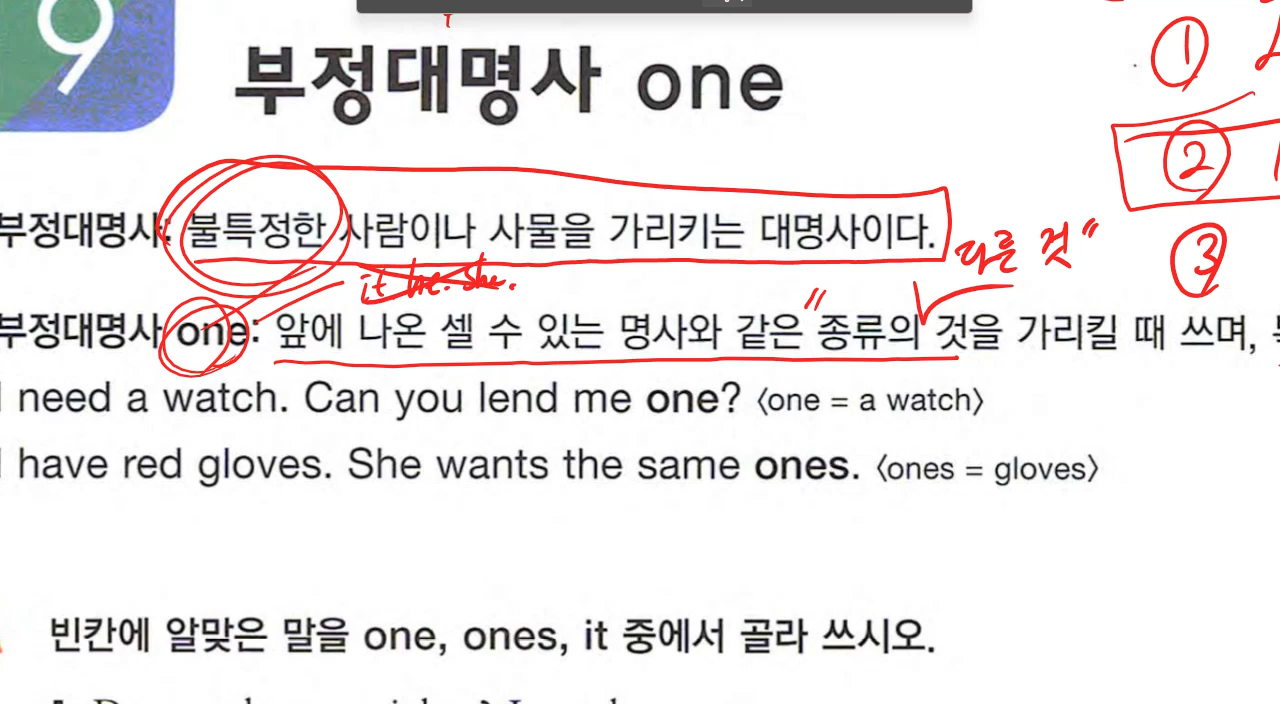 9
부정대명사 one
①
②
③
부정대명사: 불특정한 사람이나 사물을 가리키는 대명사이다.
it he. she.
"다른 것"
부정대명사 one: 앞에 나온 셀 수 있는 명사와 같은 종류의 것을 가리킬 때 쓰며,
I need a watch. Can you lend me one? 〈one = a watch〉
I have red gloves. She wants the same ones. 〈ones = gloves〉
빈칸에 알맞은 말을 one, ones, it 중에서 골라 쓰시오.